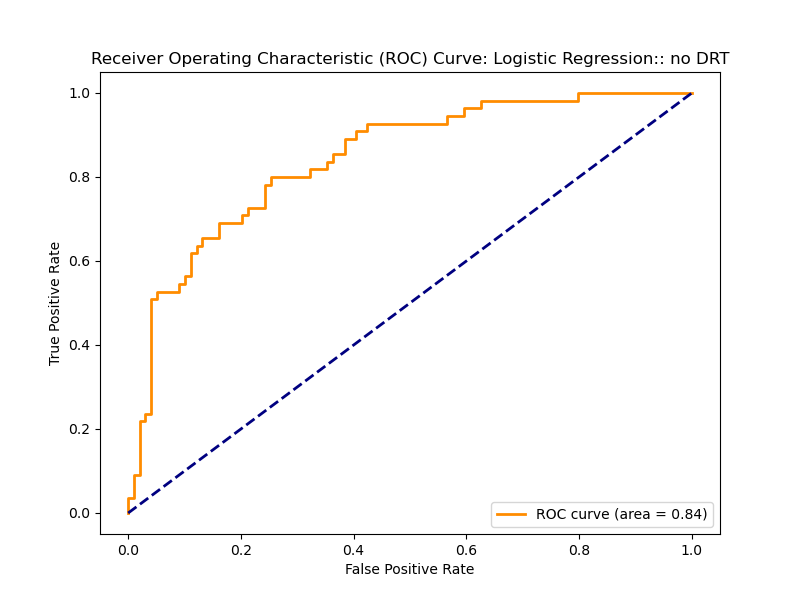 Receiver Operating Characteristic (ROC) Curve: Logistic Regression:: no DRT
1.0
0.8
0.6
0.4
0.2
0.0
True Positive Rate
ROC curve (area = 0.84)
0.0 0.2 0.4 0.6 0.8 1.0
False Positive Rate